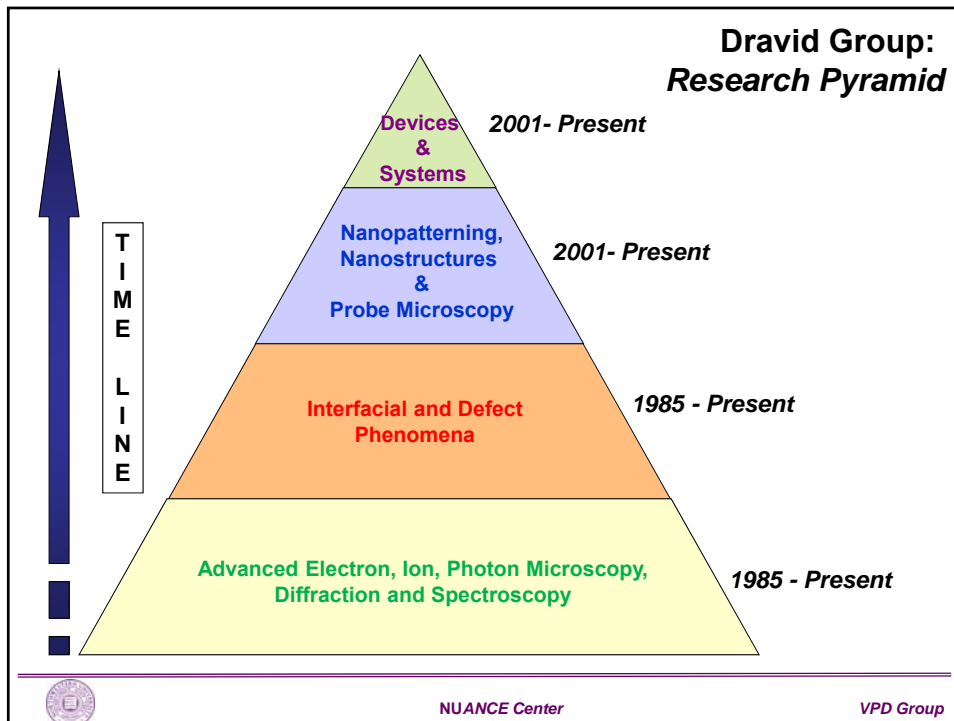 Dravid Group:
Research Pyramid
Devices
&
Systems
2001- Present
Nanopatterning,
Nanostructures
&
Probe Microscopy
2001- Present
T
I
M
E
L
I
N
E
Interfacial and Defect
Phenomena
1985 - Present
Advanced Electron, Ion, Photon Microscopy,
Diffraction and Spectroscopy
1985 - Present
NUANCE Center
VPD Group